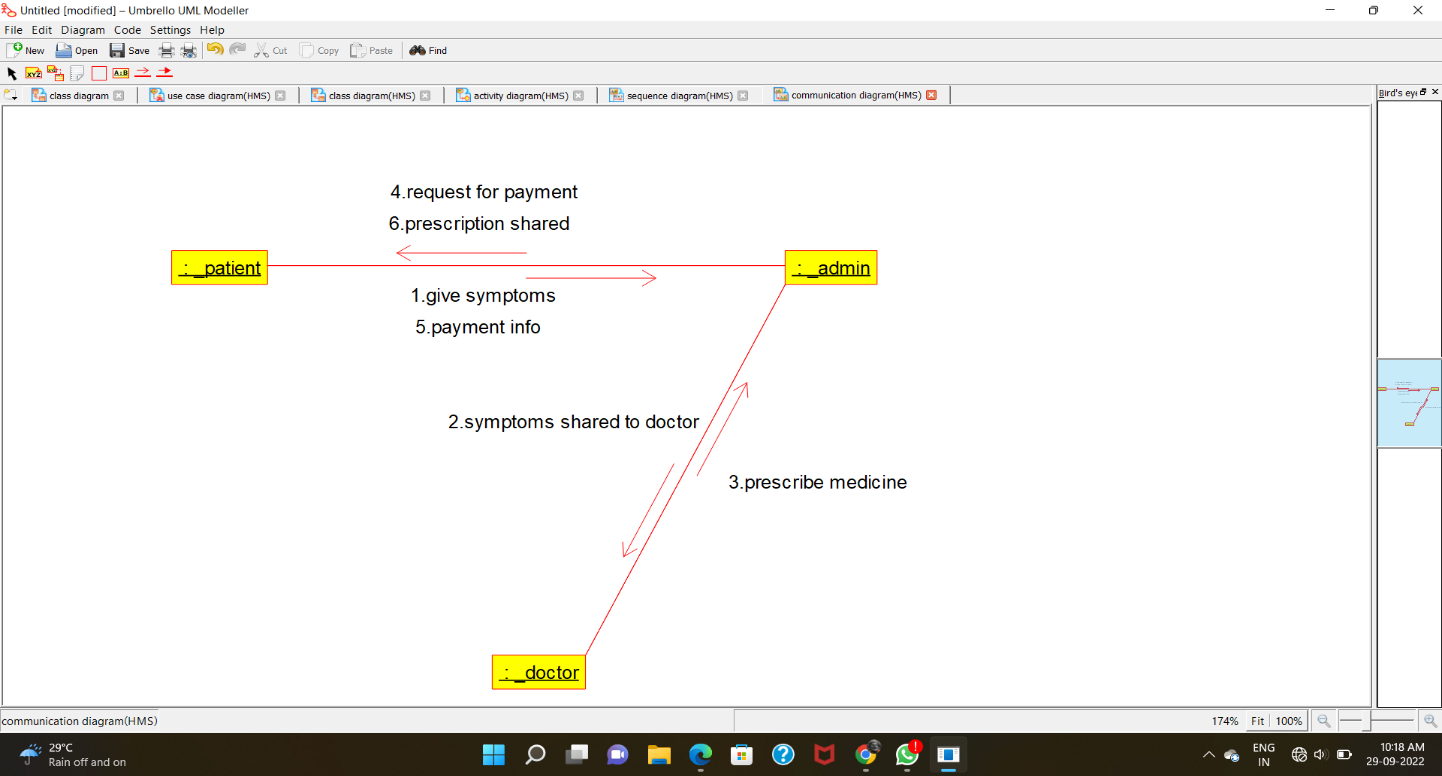 Untitled [modified] – Umbrello UML Modeller
File Edit Diagram Code Settings Help
New Open Save Cut Copy Paste Find
XYZ A:B
class diagram use case diagram(HMS) class diagram(HMS) activity diagram(HMS) sequence diagram(HMS) communication diagram(HMS) Bird's eye
4.request for payment
6.prescription shared
: _patient : _admin
1.give symptoms
5.payment info
2.symptoms shared to doctor
3.prescribe medicine
: _doctor
communication diagram(HMS) 174% Fit 100%
29°C
Rain off and on
ENG
IN
10:18 AM
29-09-2022